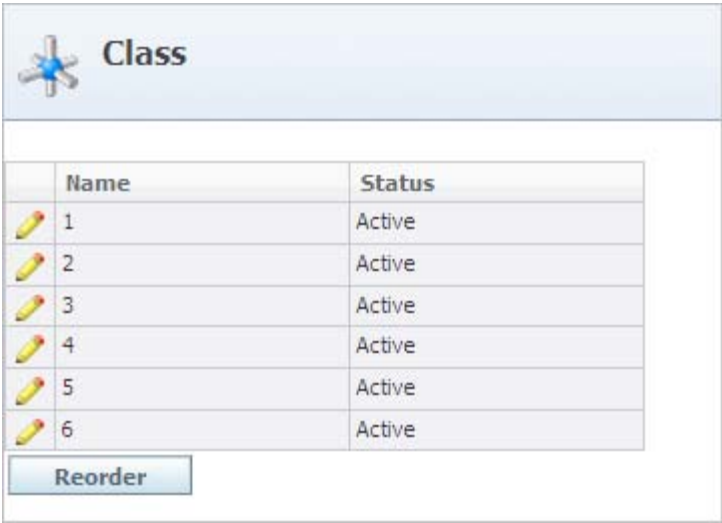 Class
Name Status
1 Active
2 Active
3 Active
4 Active
5 Active
6 Active
Reorder